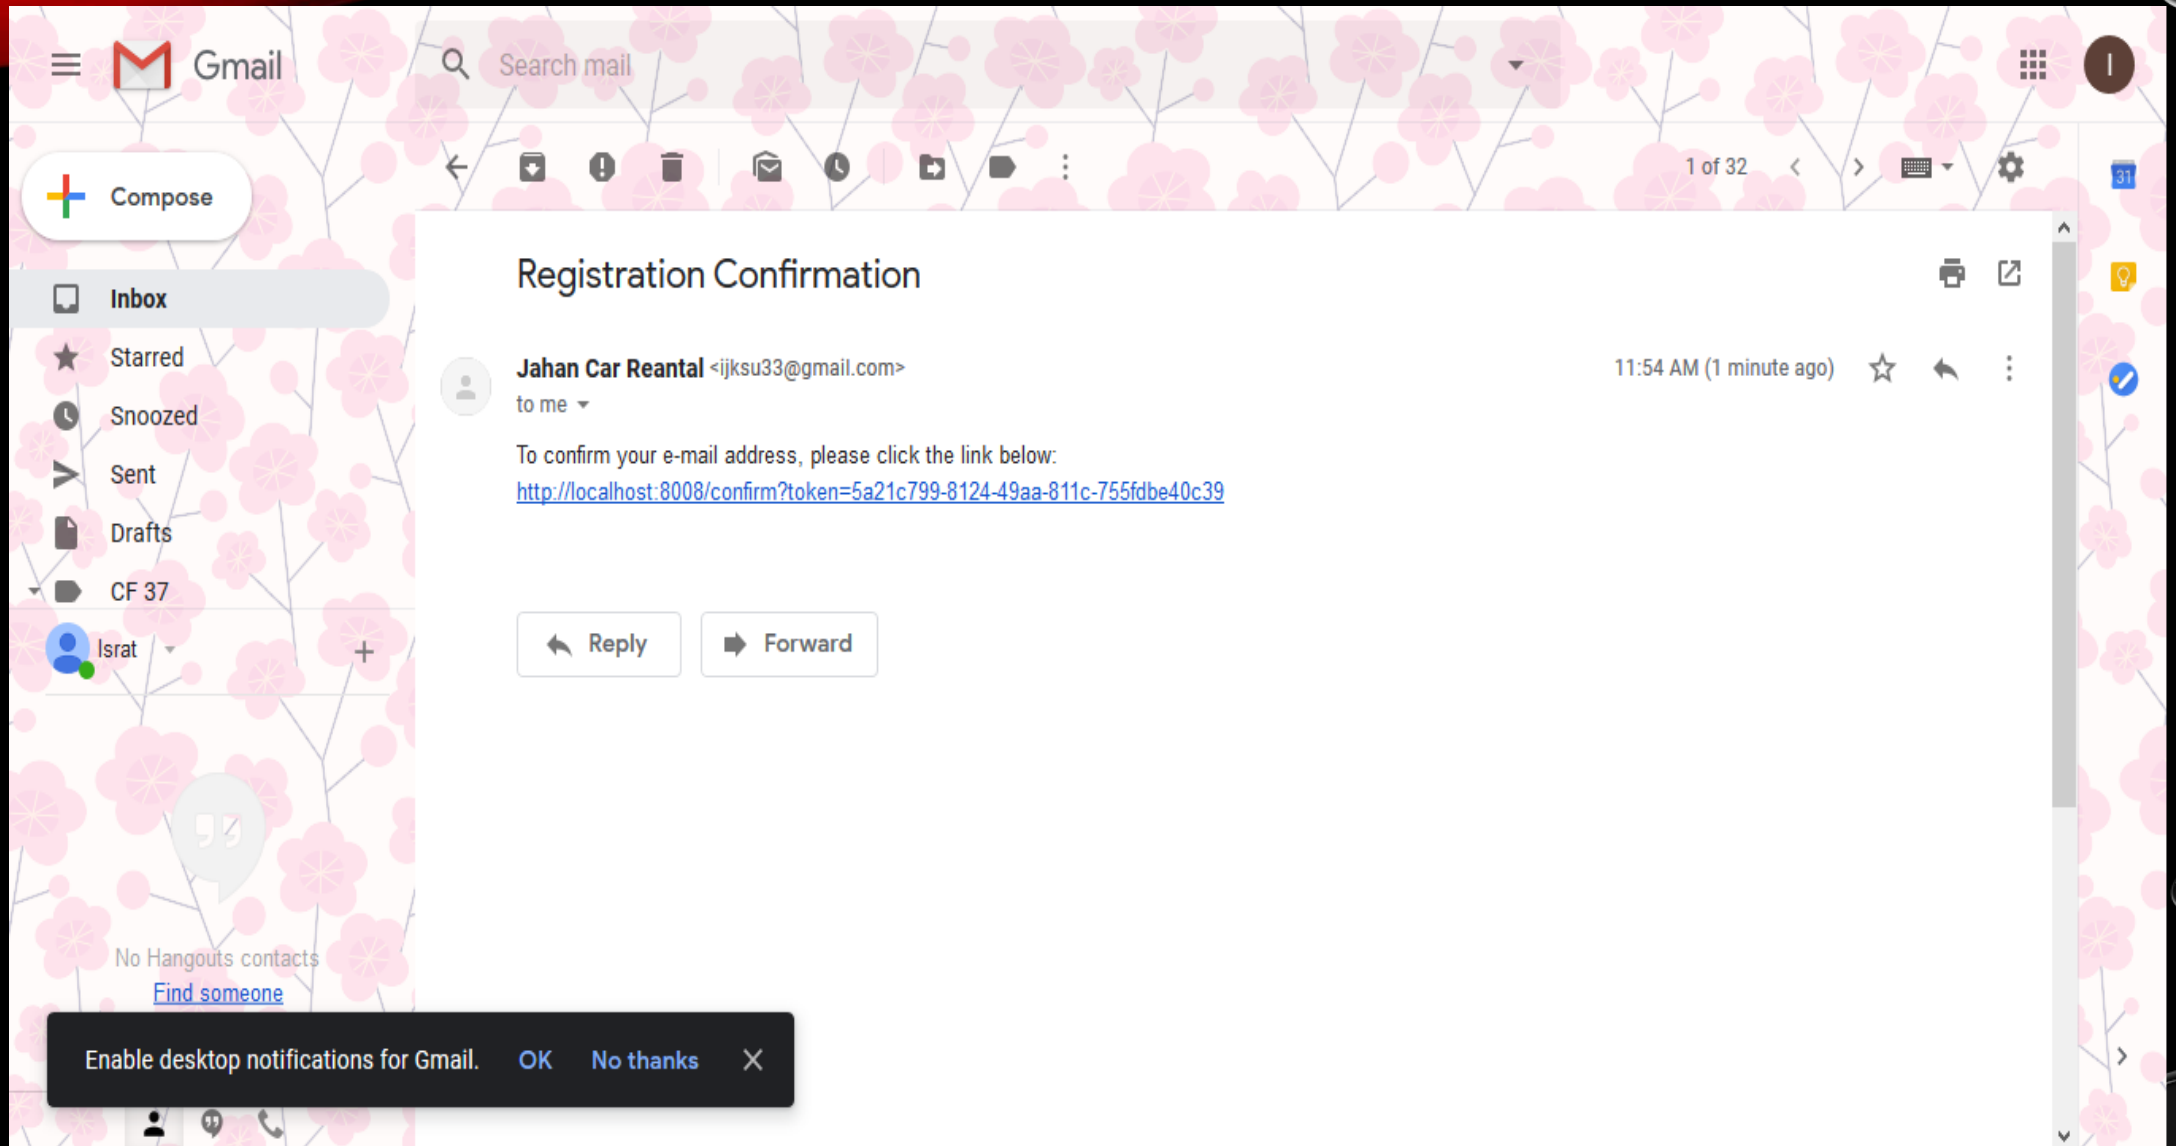 Gmail
Search mail
I
Compose
1 of 32
31
Inbox
Starred
Snoozed
Sent
Drafts
CF 37
Israt
No Hangouts contacts
Find someone
Registration Confirmation
Jahan Car Reantal <ijksu33@gmail.com>
11:54 AM (1 minute ago)
to me
To confirm your e-mail address, please click the link below:
http://localhost:8008/confirm?token=5a21c799-8124-49aa-811c-755fdbe40c39
Reply
Forward
Enable desktop notifications for Gmail. OK No thanks